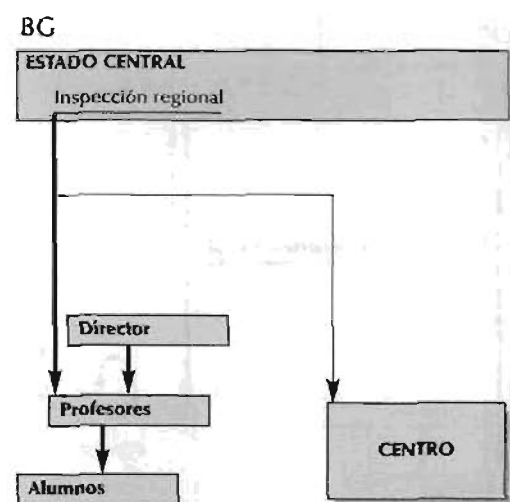 BG
ESTADO CENTRAL
Inspección regional
Director
Profesores
CENTRO
Alumnos